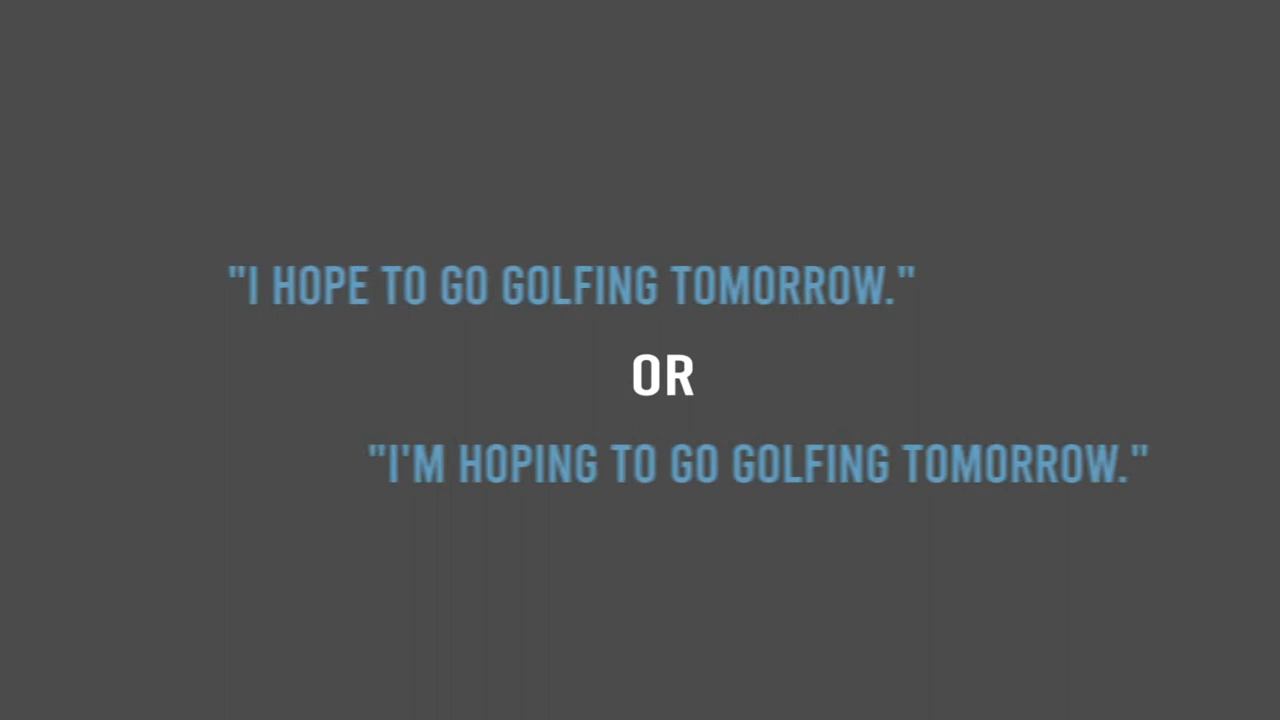 "I HOPE TO GO GOLFING TOMORROW."
OR
"I'M HOPING TO GO GOLFING TOMORROW."